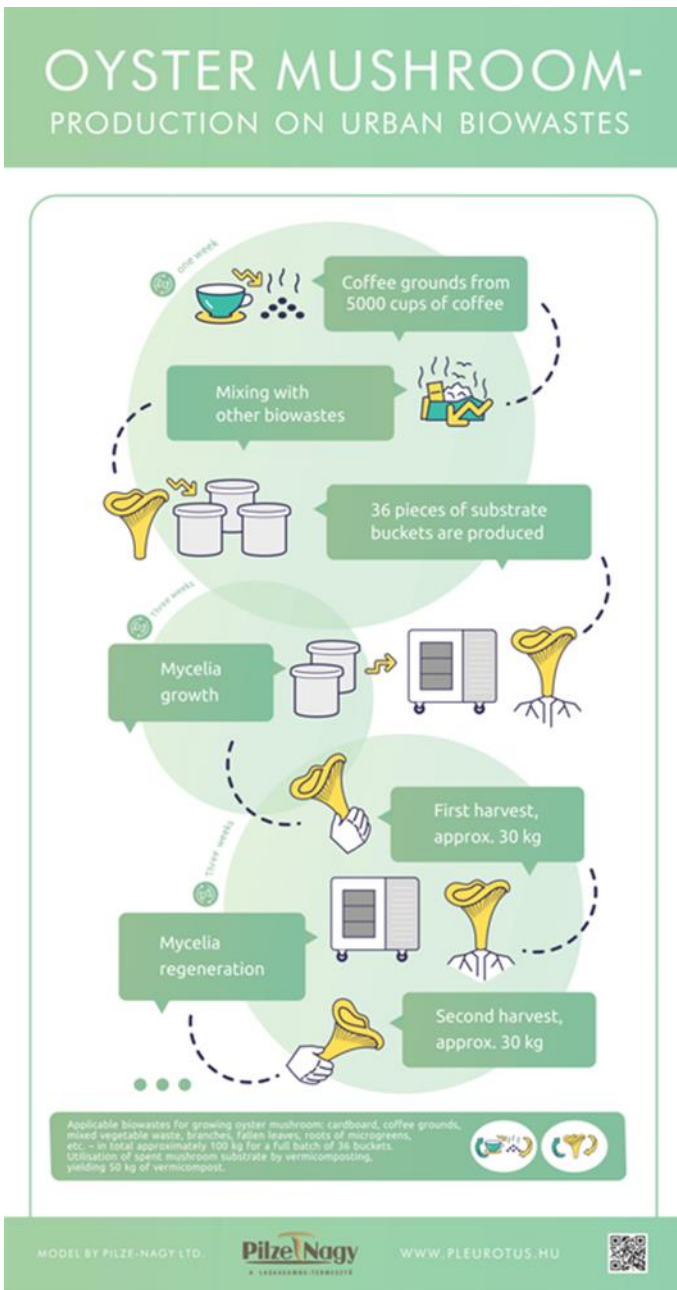 OYSTER MUSHROOM-
PRODUCTION ON URBAN BIOWASTES
one week
Coffee grounds from
5000 cups of coffee
Mixing with
other biowastes
36 pieces of substrate
buckets are produced
Three weeks
Mycelia
growth
First harvest,
approx. 30 kg
Three weeks
Mycelia
regeneration
Second harvest,
approx. 30 kg
Applicable biowastes for growing oyster mushroom: cardboard, coffee grounds,
mixed vegetable waste, branches, fallen leaves, roots of microgreens,
etc. – in total approximately 100 kg for a full batch of 36 buckets.
Utilisation of spent mushroom substrate by vermicomposting,
yielding 50 kg of vermicompost.
MODEL BY PILZE-NAGY LTD.
Pilze Nagy
A LASKAGOMBA-TERMESZTŐ
WWW.PLEUROTUS.HU